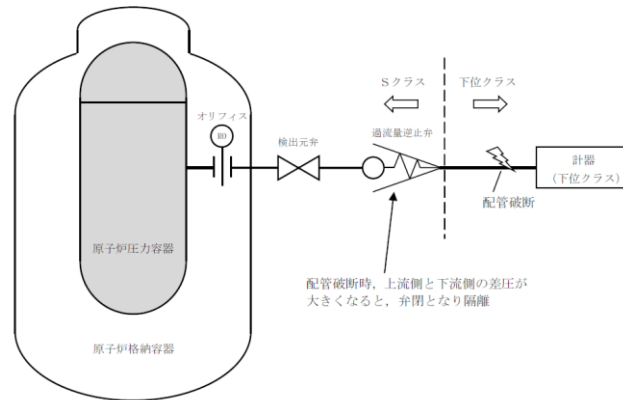 Sクラス
下位クラス
オリフィス
RO
検出元弁
過流量逆止弁
計器
(下位クラス)
配管破断
原子炉圧力容器
配管破断時，上流側と下流側の差圧が
大きくなると，弁閉となり隔離
原子炉格納容器